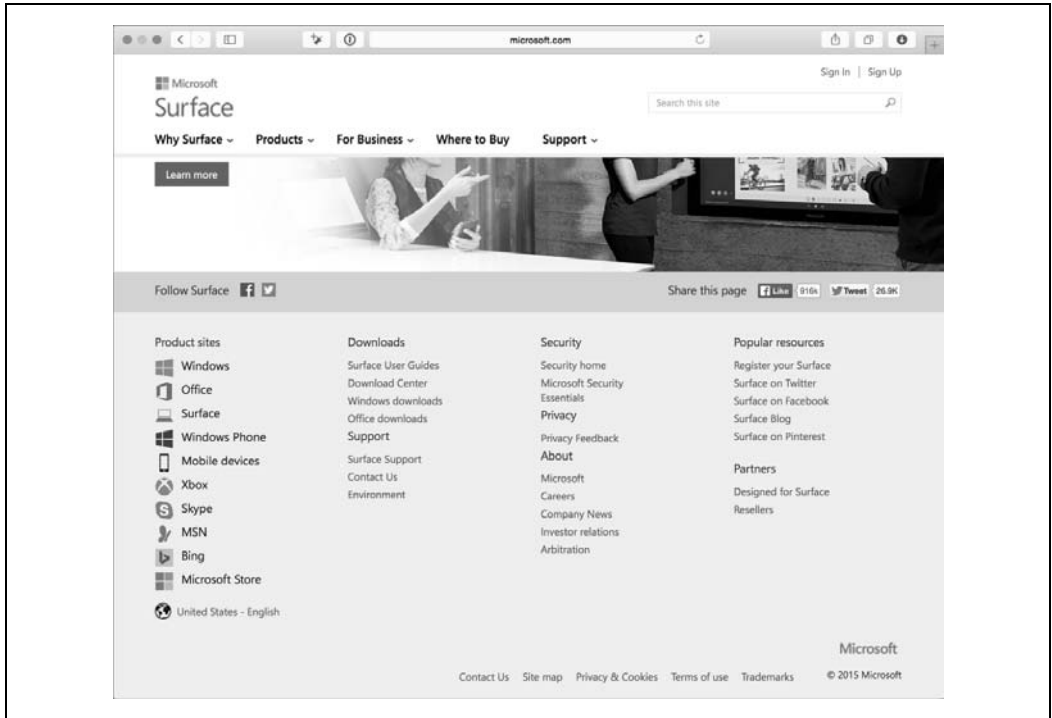 microsoft.com
Sign In | Sign Up
Microsoft
Surface
Search this site
Why Surface Products For Business Where to Buy Support
Learn more
Follow Surface
Share this page Like 916k Tweet 26.9K
Product sites
Windows
Office
Surface
Windows Phone
Mobile devices
Xbox
Skype
MSN
Bing
Microsoft Store
United States - English
Downloads
Surface User Guides
Download Center
Windows downloads
Office downloads
Support
Surface Support
Contact Us
Environment
Security
Security home
Microsoft Security
Essentials
Privacy
Privacy Feedback
About
Microsoft
Careers
Company News
Investor relations
Arbitration
Popular resources
Register your Surface
Surface on Twitter
Surface on Facebook
Surface Blog
Surface on Pinterest
Partners
Designed for Surface
Resellers
Microsoft
Contact Us Site map Privacy & Cookies Terms of use Trademarks © 2015 Microsoft